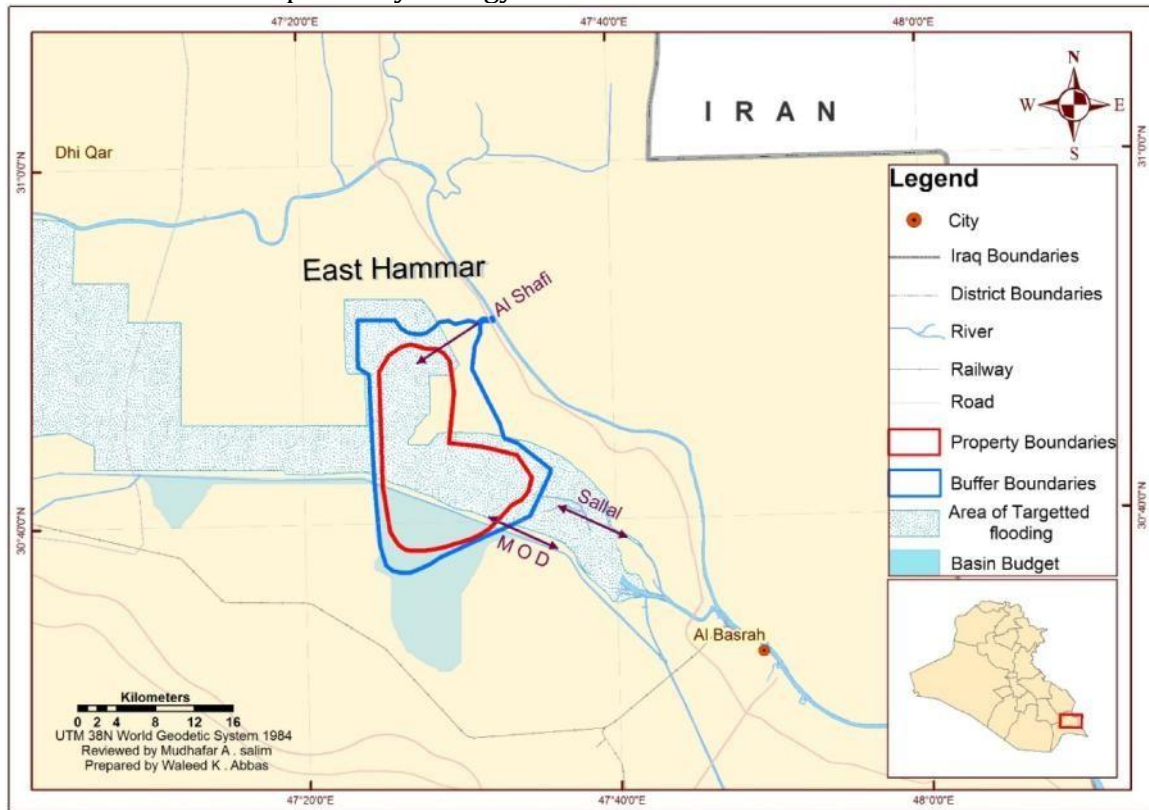 47°20'0"E
47°40'0"E
48°0'0"E
N
W
E
S
I R A N
Dhi Qar
31°0'0"N
31°0'0"N
East Hammar
Al Shafi
Sallal
M O D
30°40'0"N
30°40'0"N
Al Basrah
Legend
City
Iraq Boundaries
District Boundaries
River
Railway
Road
Property Boundaries
Buffer Boundaries
Area of Targetted
flooding
Basin Budget
Kilometers
0 2 4 8 12 16
UTM 38N World Geodetic System 1984
Reviewed by Mudhafar A . salim
Prepared by Waleed K . Abbas
47°20'0"E
47°40'0"E
48°0'0"E